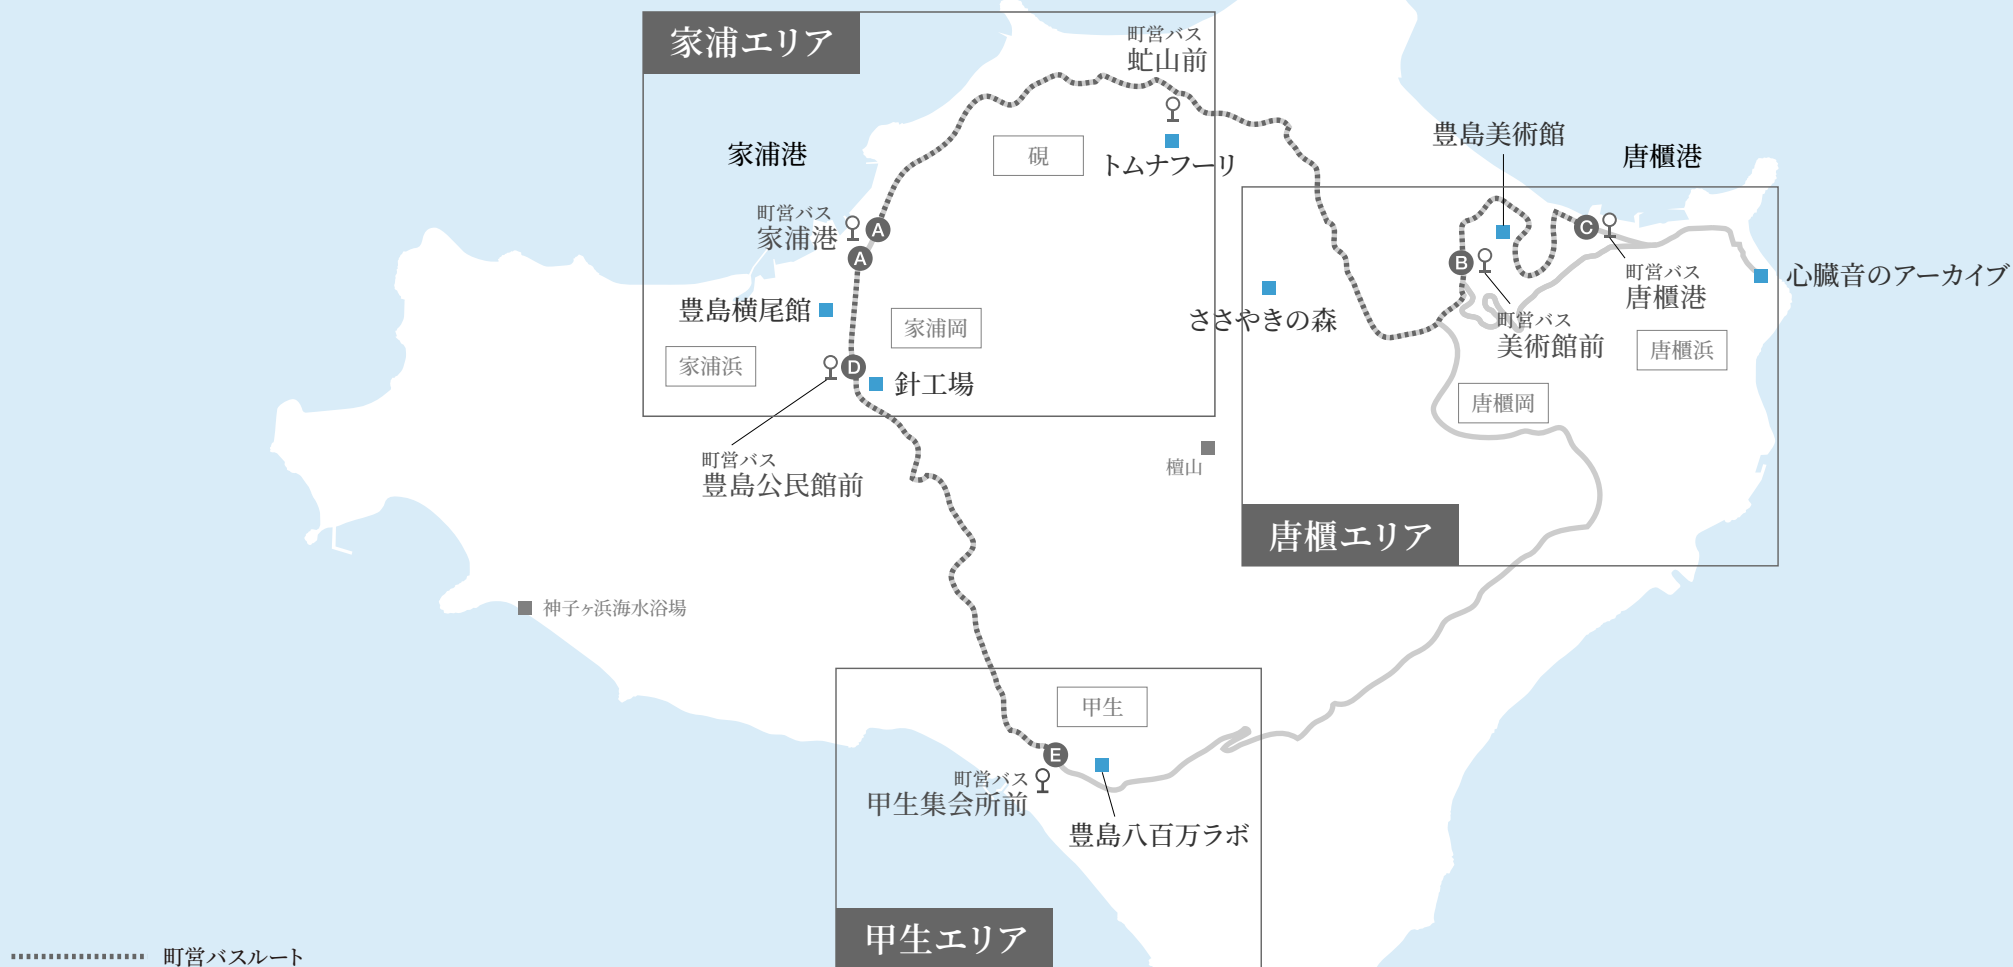 家浦エリア
町営バス
虻山前
豊島美術館
家浦港
硯
トムナフーリ
唐櫃港
町営バス
家浦港
A
A
C
B
町営バス
唐櫃港
心臓音のアーカイブ
豊島横尾館
家浦岡
ささやきの森
町営バス
美術館前
唐櫃浜
家浦浜
D
針工場
唐櫃岡
町営バス
豊島公民館前
檀山
唐櫃エリア
神子ヶ浜海水浴場
甲生
E
町営バス
甲生集会所前
豊島八百万ラボ
甲生エリア
町営バスルート